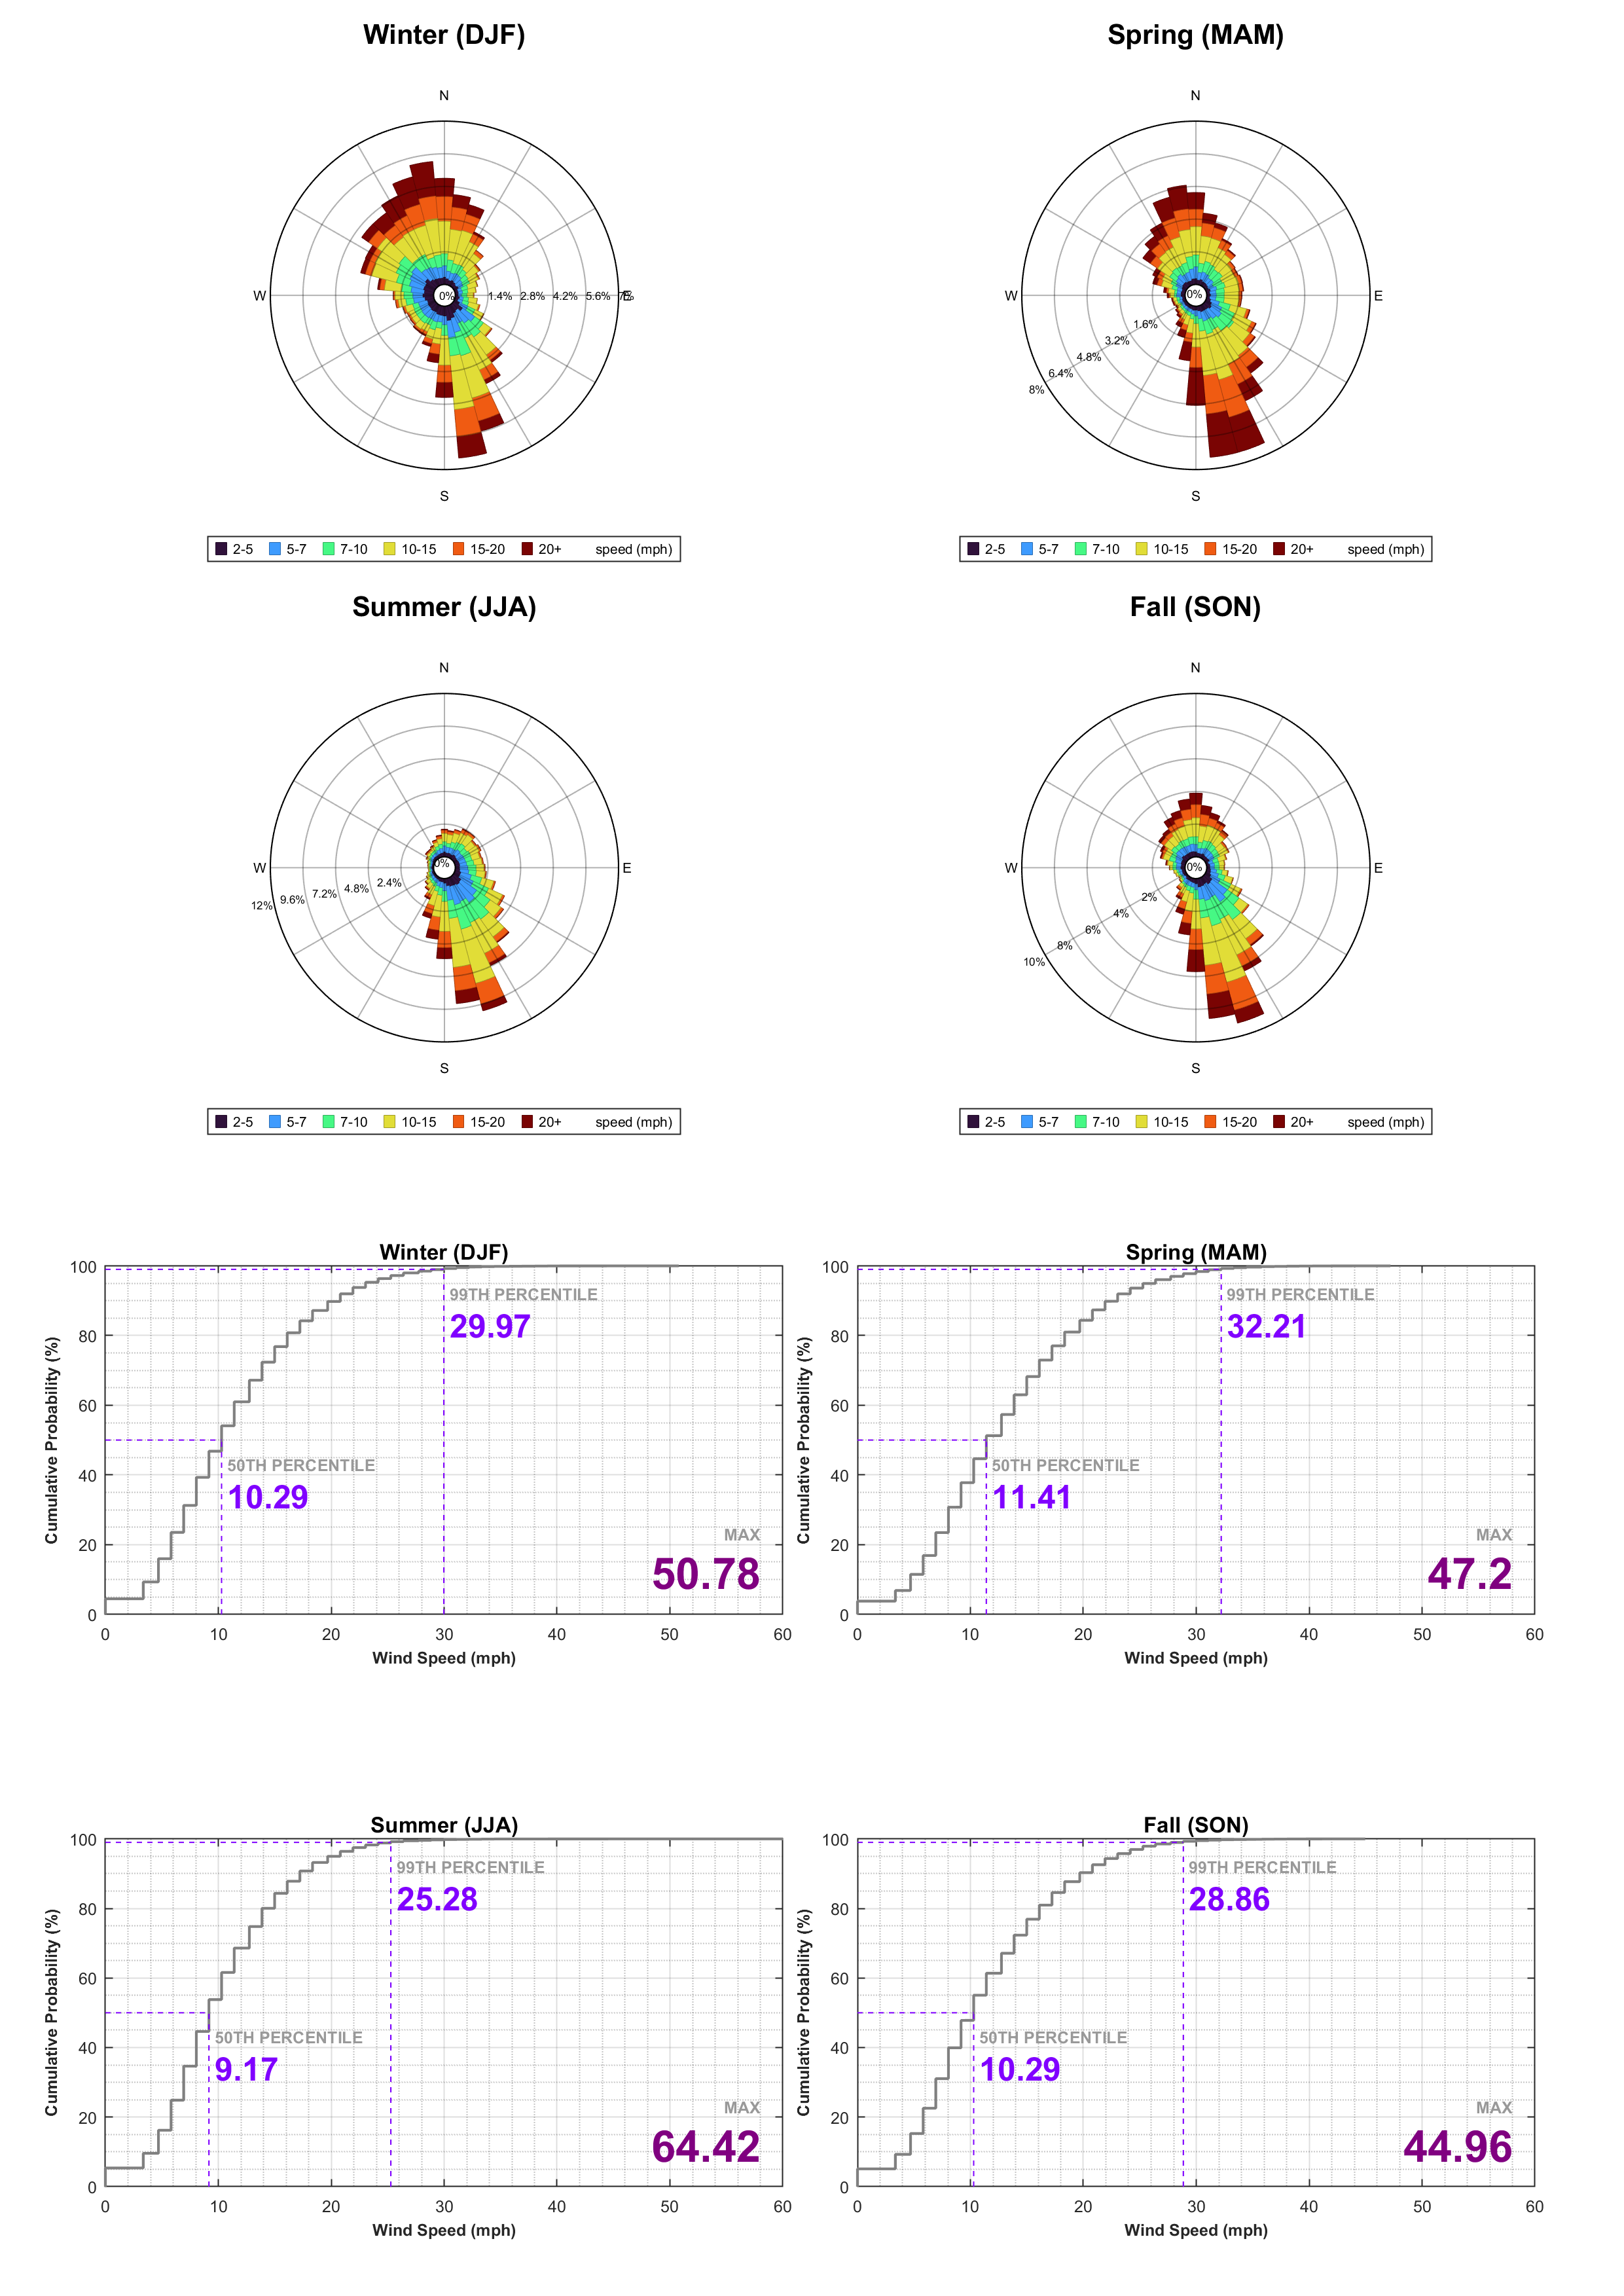 Winter (DJF)
Spring (MAM)
N
N
W
0%
1.4%
2.8%
4.2%
5.6%
7%
E
W
0%
E
1.6%
3.2%
4.8%
6.4%
8%
S
S
2-5 5-7 7-10 10-15 15-20 20+ speed (mph)
2-5 5-7 7-10 10-15 15-20 20+ speed (mph)
Summer (JJA)
Fall (SON)
N
N
W
0%
E
2.4%
4.8%
7.2%
9.6%
12%
W
0%
E
2%
4%
6%
8%
10%
S
S
2-5 5-7 7-10 10-15 15-20 20+ speed (mph)
2-5 5-7 7-10 10-15 15-20 20+ speed (mph)
Winter (DJF)
100
80
60
40
20
0
Cumulative Probability (%)
99TH PERCENTILE
29.97
50TH PERCENTILE
10.29
MAX
50.78
0 10 20 30 40 50 60
Wind Speed (mph)
Spring (MAM)
100
80
60
40
20
0
Cumulative Probability (%)
99TH PERCENTILE
32.21
50TH PERCENTILE
11.41
MAX
47.2
0 10 20 30 40 50 60
Wind Speed (mph)
Summer (JJA)
100
80
60
40
20
0
Cumulative Probability (%)
99TH PERCENTILE
25.28
50TH PERCENTILE
9.17
MAX
64.42
0 10 20 30 40 50 60
Wind Speed (mph)
Fall (SON)
100
80
60
40
20
0
Cumulative Probability (%)
99TH PERCENTILE
28.86
50TH PERCENTILE
10.29
MAX
44.96
0 10 20 30 40 50 60
Wind Speed (mph)